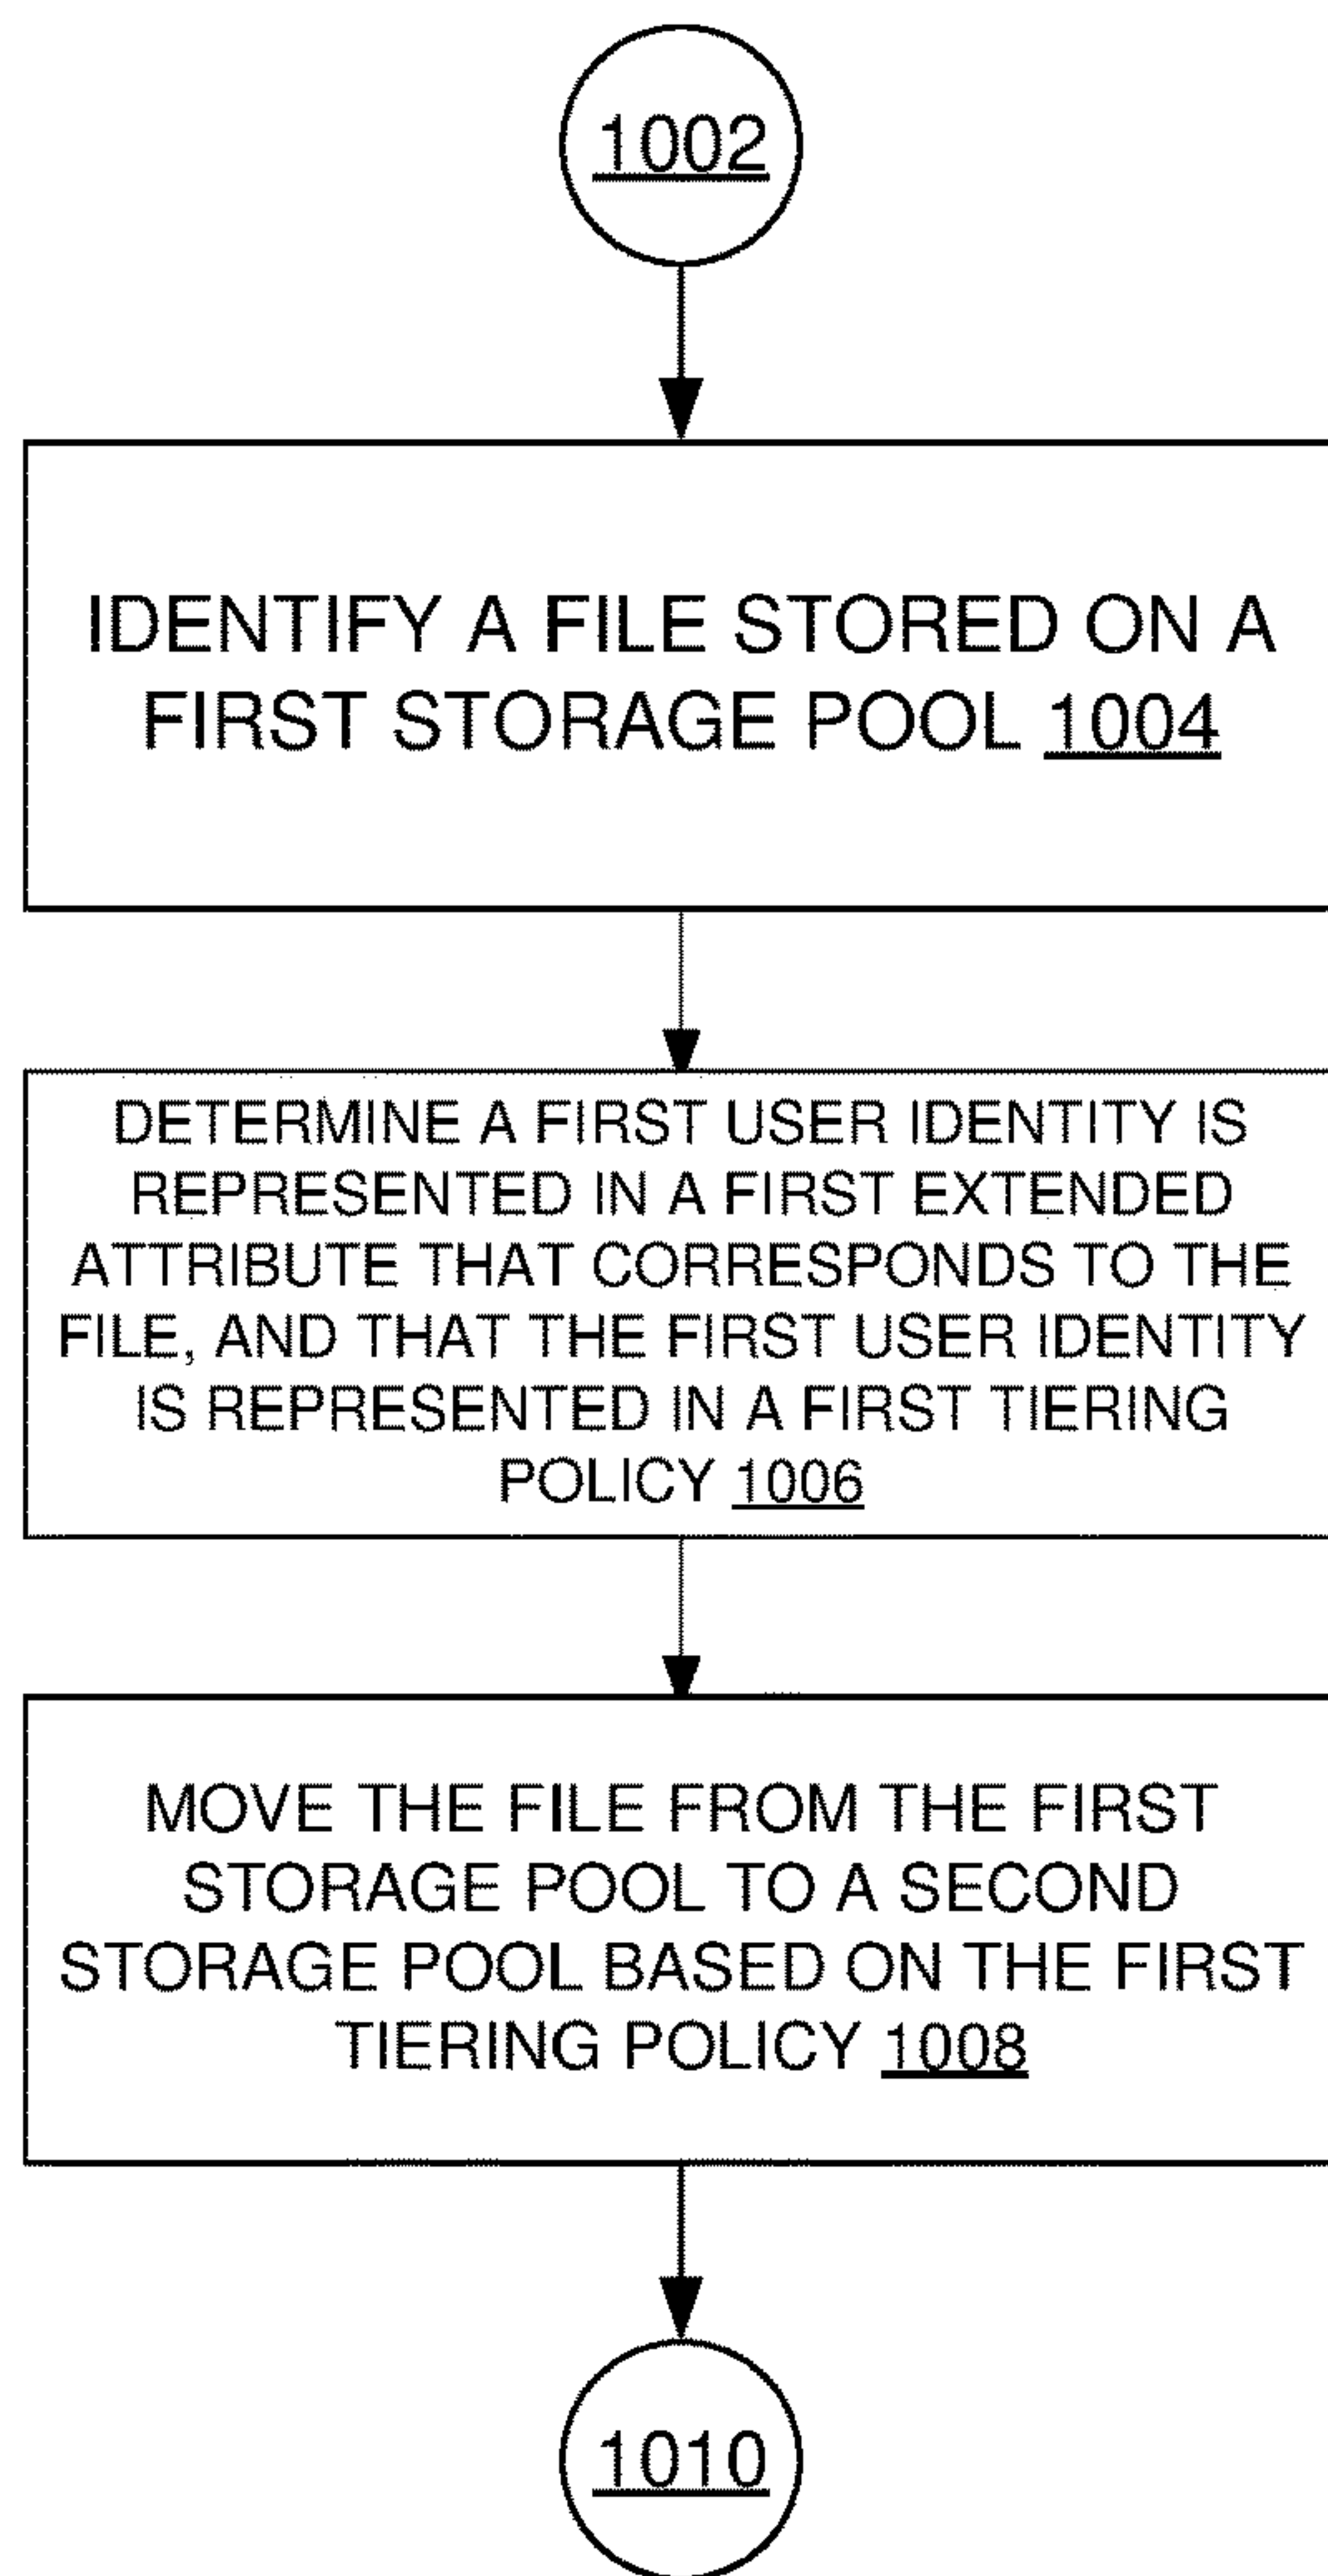 1002
IDENTIFY A FILE STORED ON A
FIRST STORAGE POOL 1004
DETERMINE A FIRST USER IDENTITY IS
REPRESENTED IN A FIRST EXTENDED
ATTRIBUTE THAT CORRESPONDS TO THE
FILE, AND THAT THE FIRST USER IDENTITY
IS REPRESENTED IN A FIRST TIERING
POLICY 1006
MOVE THE FILE FROM THE FIRST
STORAGE POOL TO A SECOND
STORAGE POOL BASED ON THE FIRST
TIERING POLICY 1008
1010